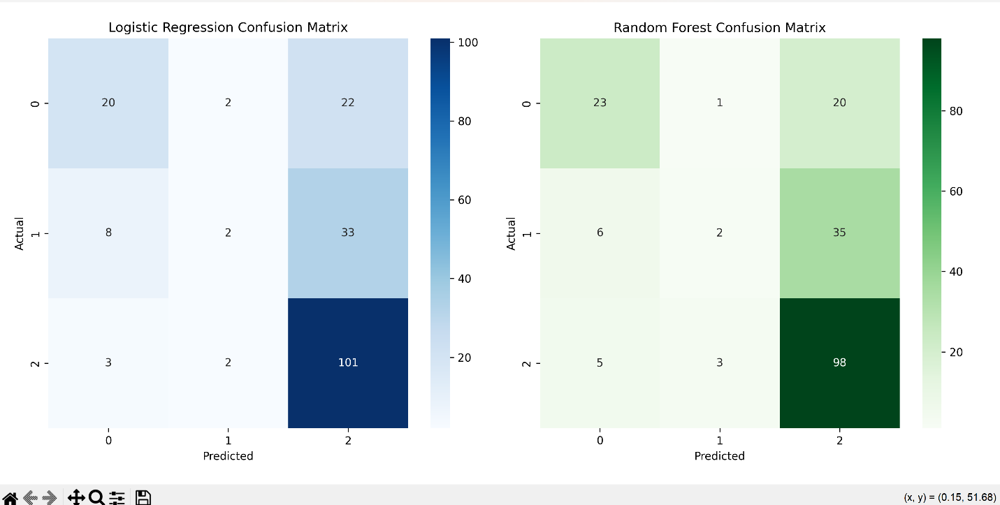 Logistic Regression Confusion Matrix
20 2 22
8 2 33
3 2 101
0
1
2
Actual
0 1 2
Predicted
100
80
60
40
20
Random Forest Confusion Matrix
23 1 20
6 2 35
5 3 98
0
1
2
Actual
0 1 2
Predicted
80
60
40
20
(x, y) = (0.15, 51.68)